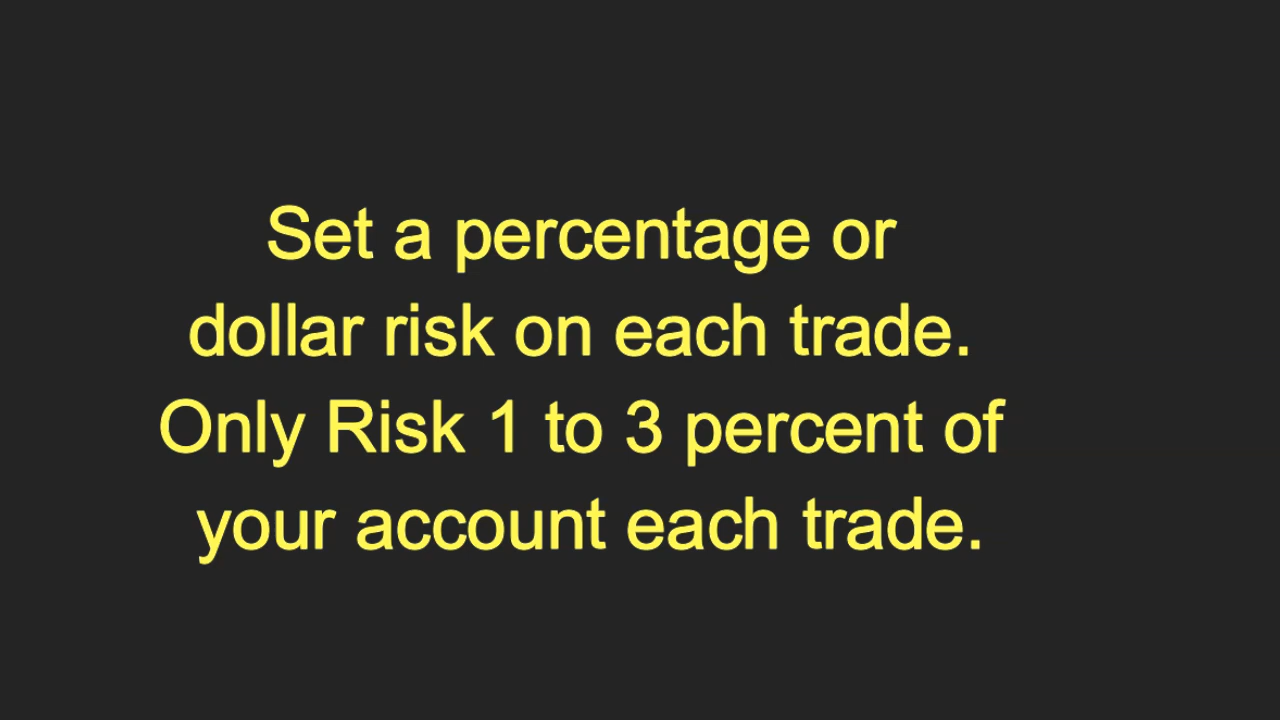 Set a percentage or
dollar risk on each trade.
Only Risk 1 to 3 percent of
your account each trade.